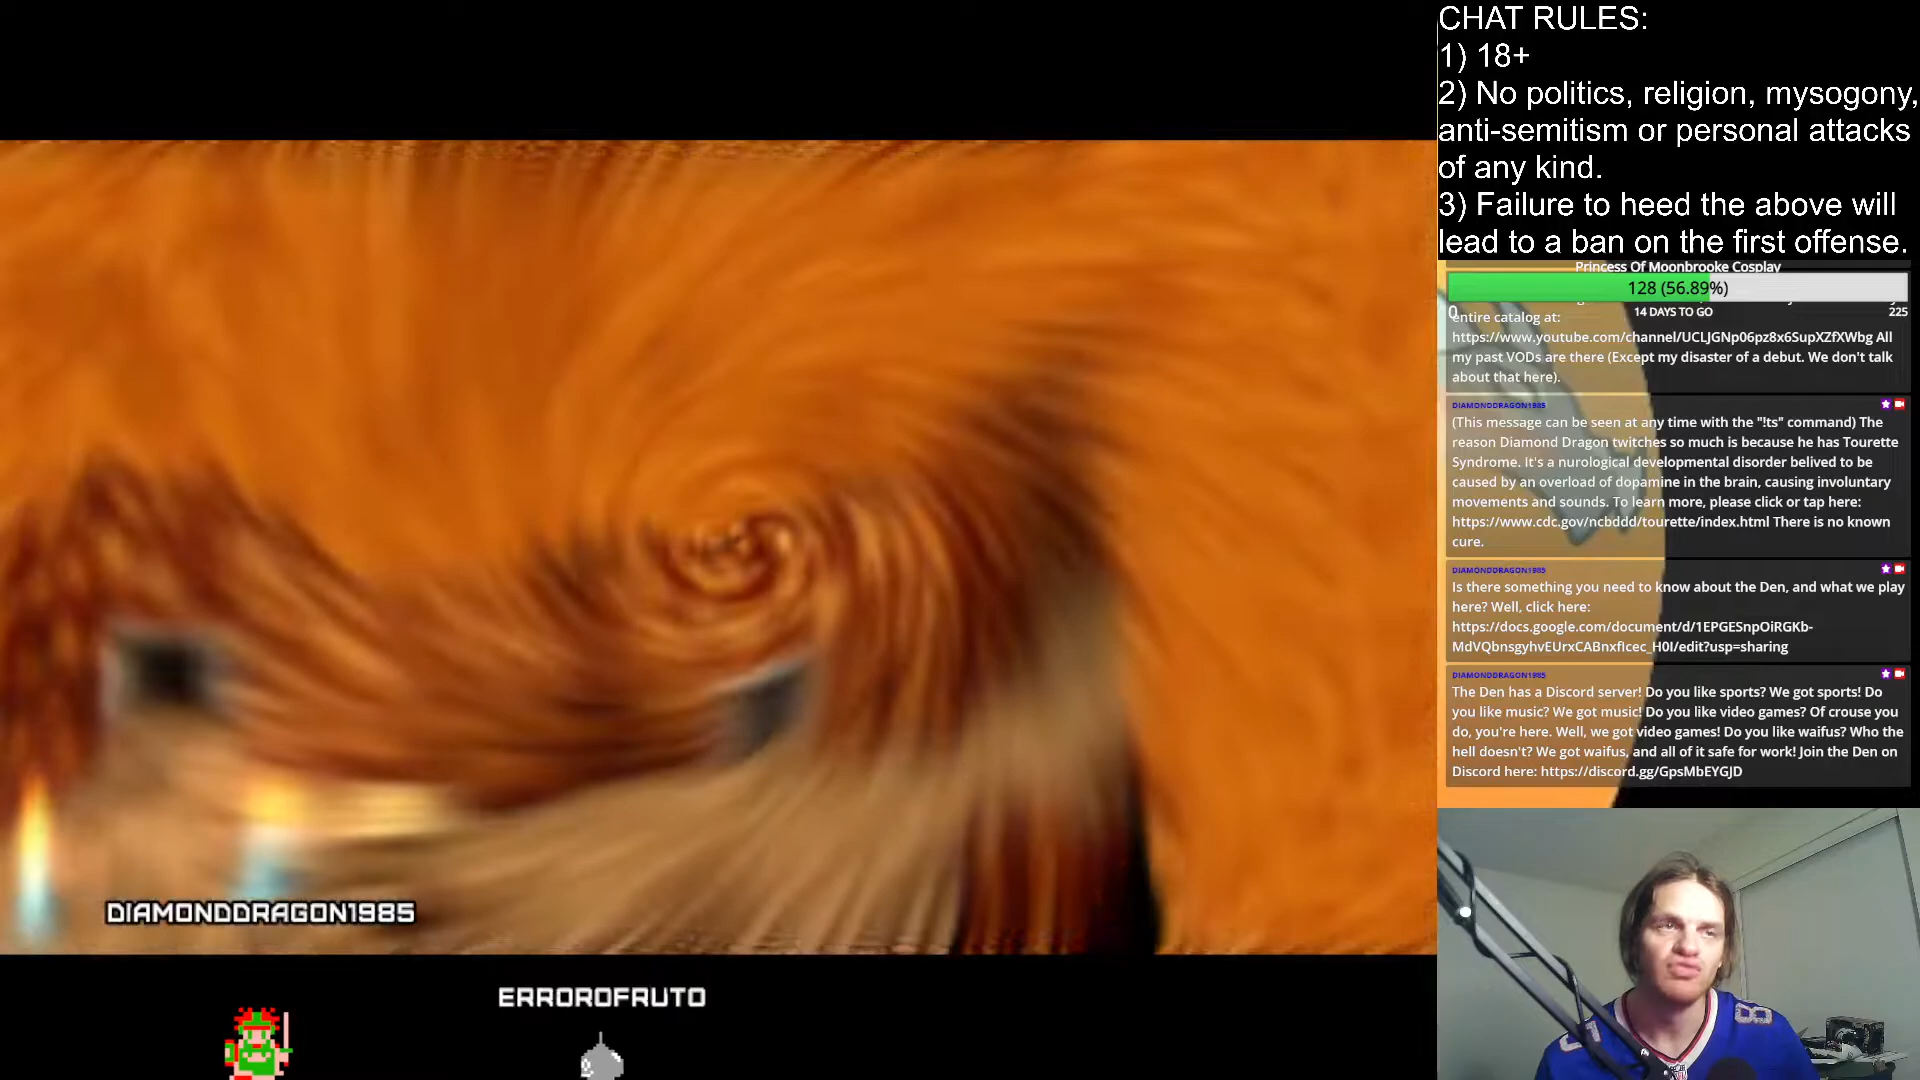 CHAT RULES:
1) 18+
2) No politics, religion, mysogony,
anti-semitism or personal attacks
of any kind.
3) Failure to heed the above will
lead to a ban on the first offense.
Princess Of Moonbrooke Cosplay
128 (56.89%)
0
14 DAYS TO GO
225
entire catalog at:
https://www.youtube.com/channel/UCLJGNp06pz8x6SupXZfXWbg All
my past VODs are there (Except my disaster of a debut. We don't talk
about that here).
DIAMONDDRAGON1985
(This message can be seen at any time with the "!ts" command) The
reason Diamond Dragon twitches so much is because he has Tourette
Syndrome. It's a nurological developmental disorder belived to be
caused by an overload of dopamine in the brain, causing involuntary
movements and sounds. To learn more, please click or tap here:
https://www.cdc.gov/ncbddd/tourette/index.html There is no known
cure.
DIAMONDDRAGON1985
Is there something you need to know about the Den, and what we play
here? Well, click here:
https://docs.google.com/document/d/1EPGESnpOiRGKb-
MdVQbnsgyhvEUrxCABnxflcec_H0I/edit?usp=sharing
DIAMONDDRAGON1985
The Den has a Discord server! Do you like sports? We got sports! Do
you like music? We got music! Do you like video games? Of crouse you
do, you're here. Well, we got video games! Do you like waifus? Who the
hell doesn't? We got waifus, and all of it safe for work! Join the Den on
Discord here: https://discord.gg/GpsMbEYGJD
DIAMONDDRAGON1985
ERROROFRUTO